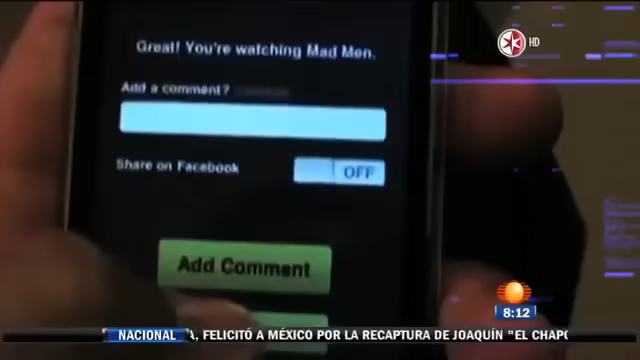 HD
Great! You're watching Mad Men.
Add a comment?
Share on Facebook
OFF
Add Comment
8:12
NACIONAL A, FELICITÓ A MÉXICO POR LA RECAPTURA DE JOAQUÍN "EL CHAPO